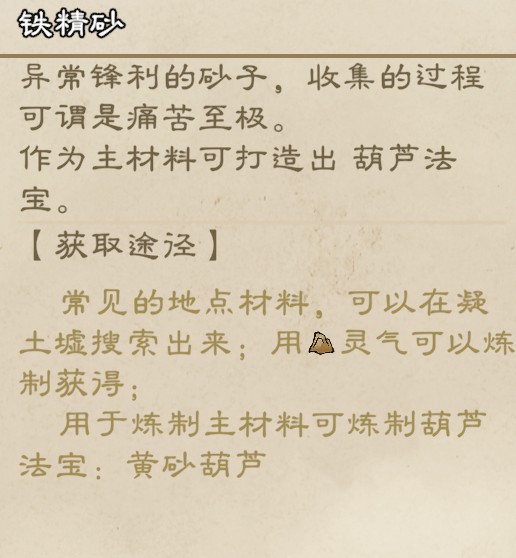 铁精砂
异常锋利的砂子，收集的过程
可谓是痛苦至极。
作为主材料可打造出 葫芦法
宝。
【获取途径】
常见的地点材料，可以在凝
土墟搜索出来；用灵气可以炼
制获得；
用于炼制主材料可炼制葫芦
法宝：黄砂葫芦